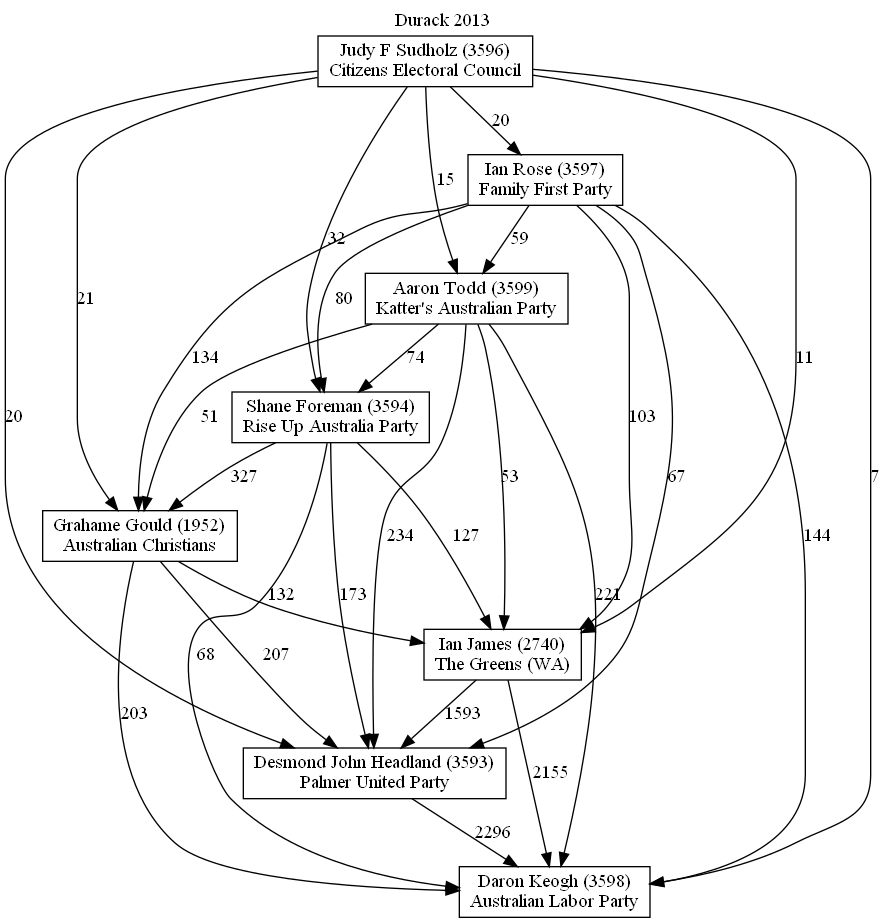 Durack 2013
Judy F Sudholz (3596)
Citizens Electoral Council
20
Ian Rose (3597)
Family First Party
15
32
59
Aaron Todd (3599)
Katter's Australian Party
21
80
134
11
74
Shane Foreman (3594)
Rise Up Australia Party
20
51
103
327
53
67
7
Grahame Gould (1952)
Australian Christians
234
127
144
132
173
221
Ian James (2740)
The Greens (WA)
68
207
203
1593
Desmond John Headland (3593)
Palmer United Party
2155
2296
Daron Keogh (3598)
Australian Labor Party